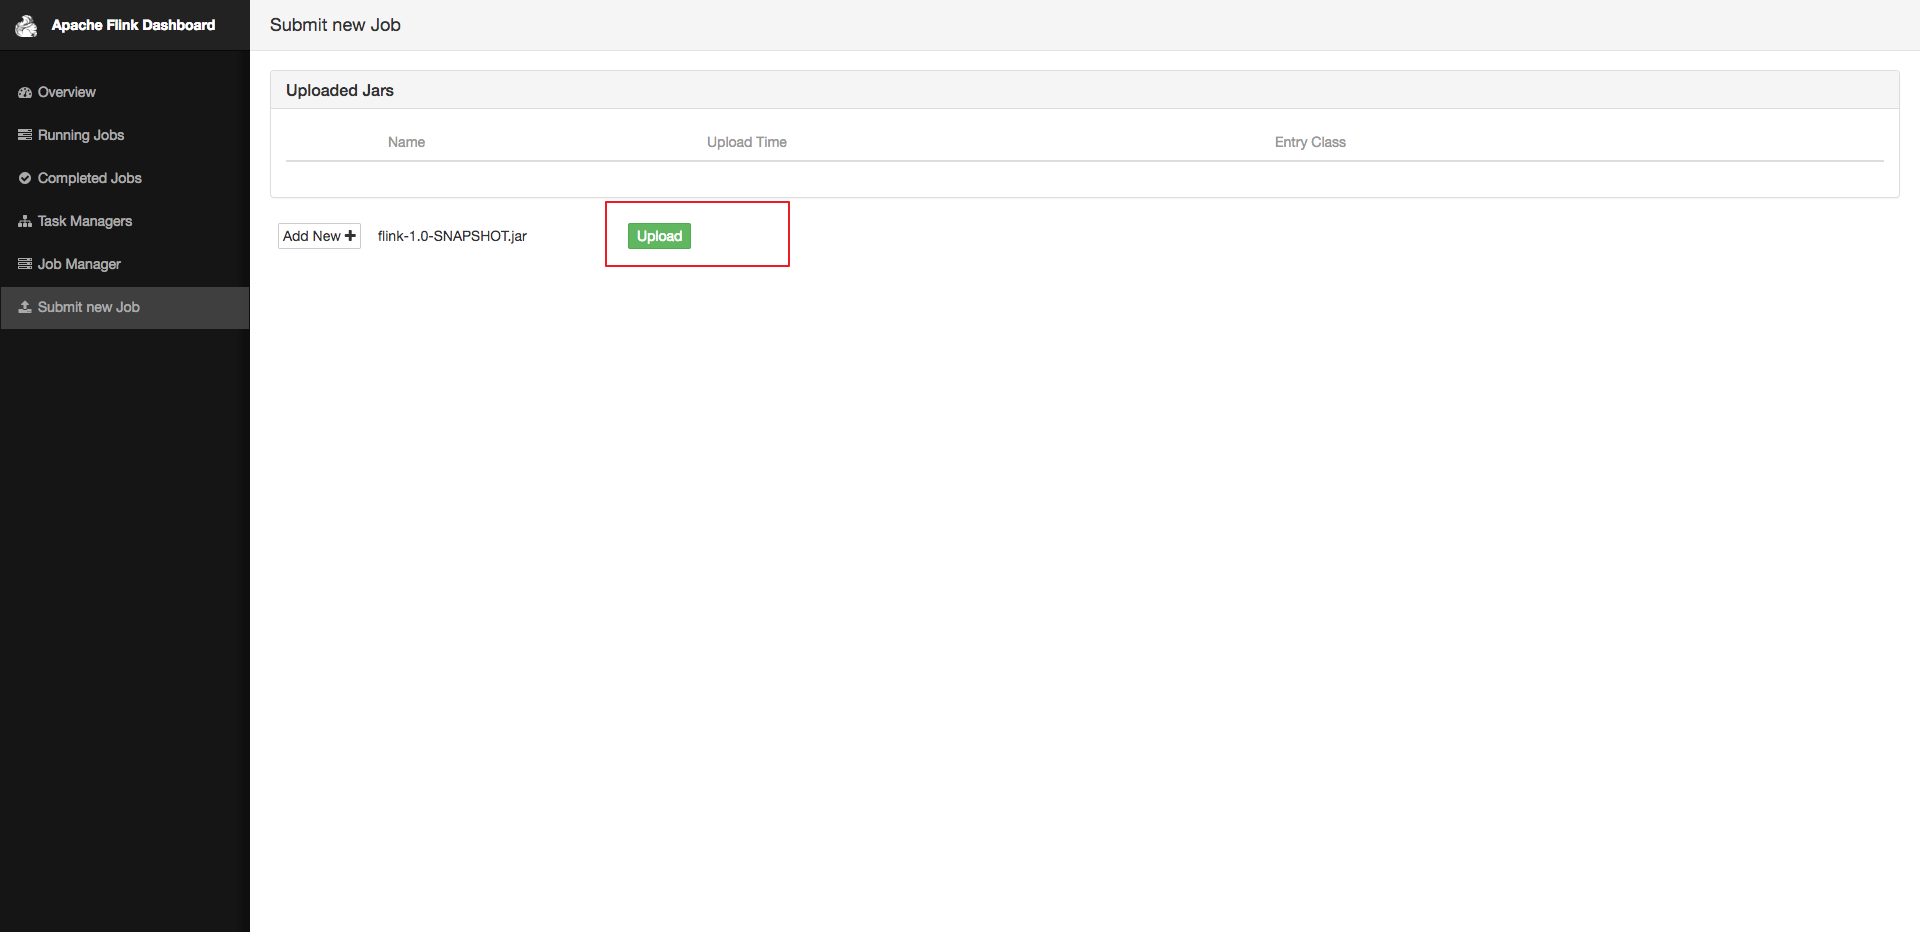 Apache Flink Dashboard
Submit new Job
Overview
Running Jobs
Completed Jobs
Task Managers
Job Manager
Submit new Job
Uploaded Jars
Name Upload Time Entry Class
Add New flink-1.0-SNAPSHOT.jar Upload